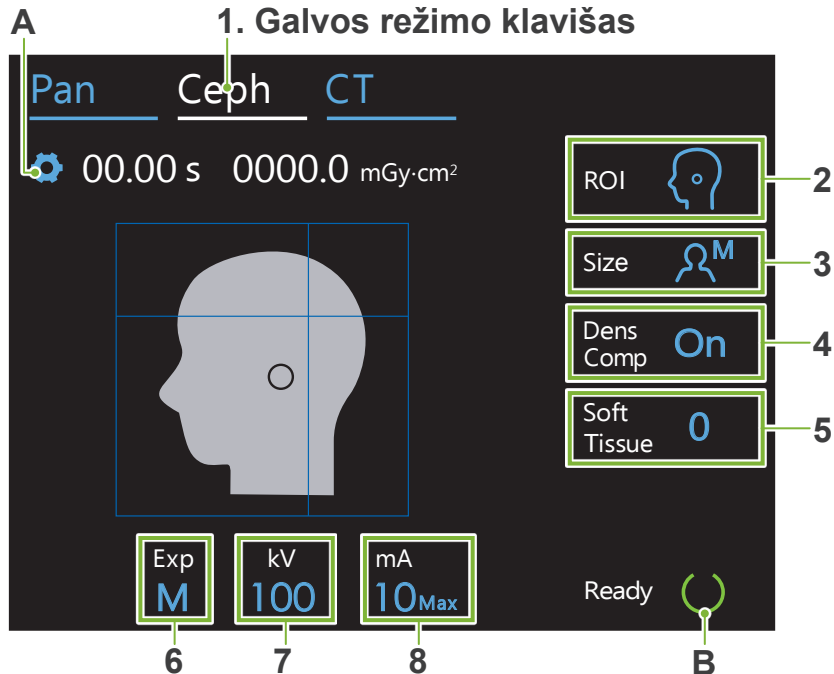 A
1. Galvos režimo klavišas
Pan Ceph CT
00.00 s 0000.0 mGy·cm²
ROI
2
Size M
3
Dens
Comp On
4
Soft
Tissue 0
5
Exp
M
kV
100
mA
10Max
Ready
6
7
8
B